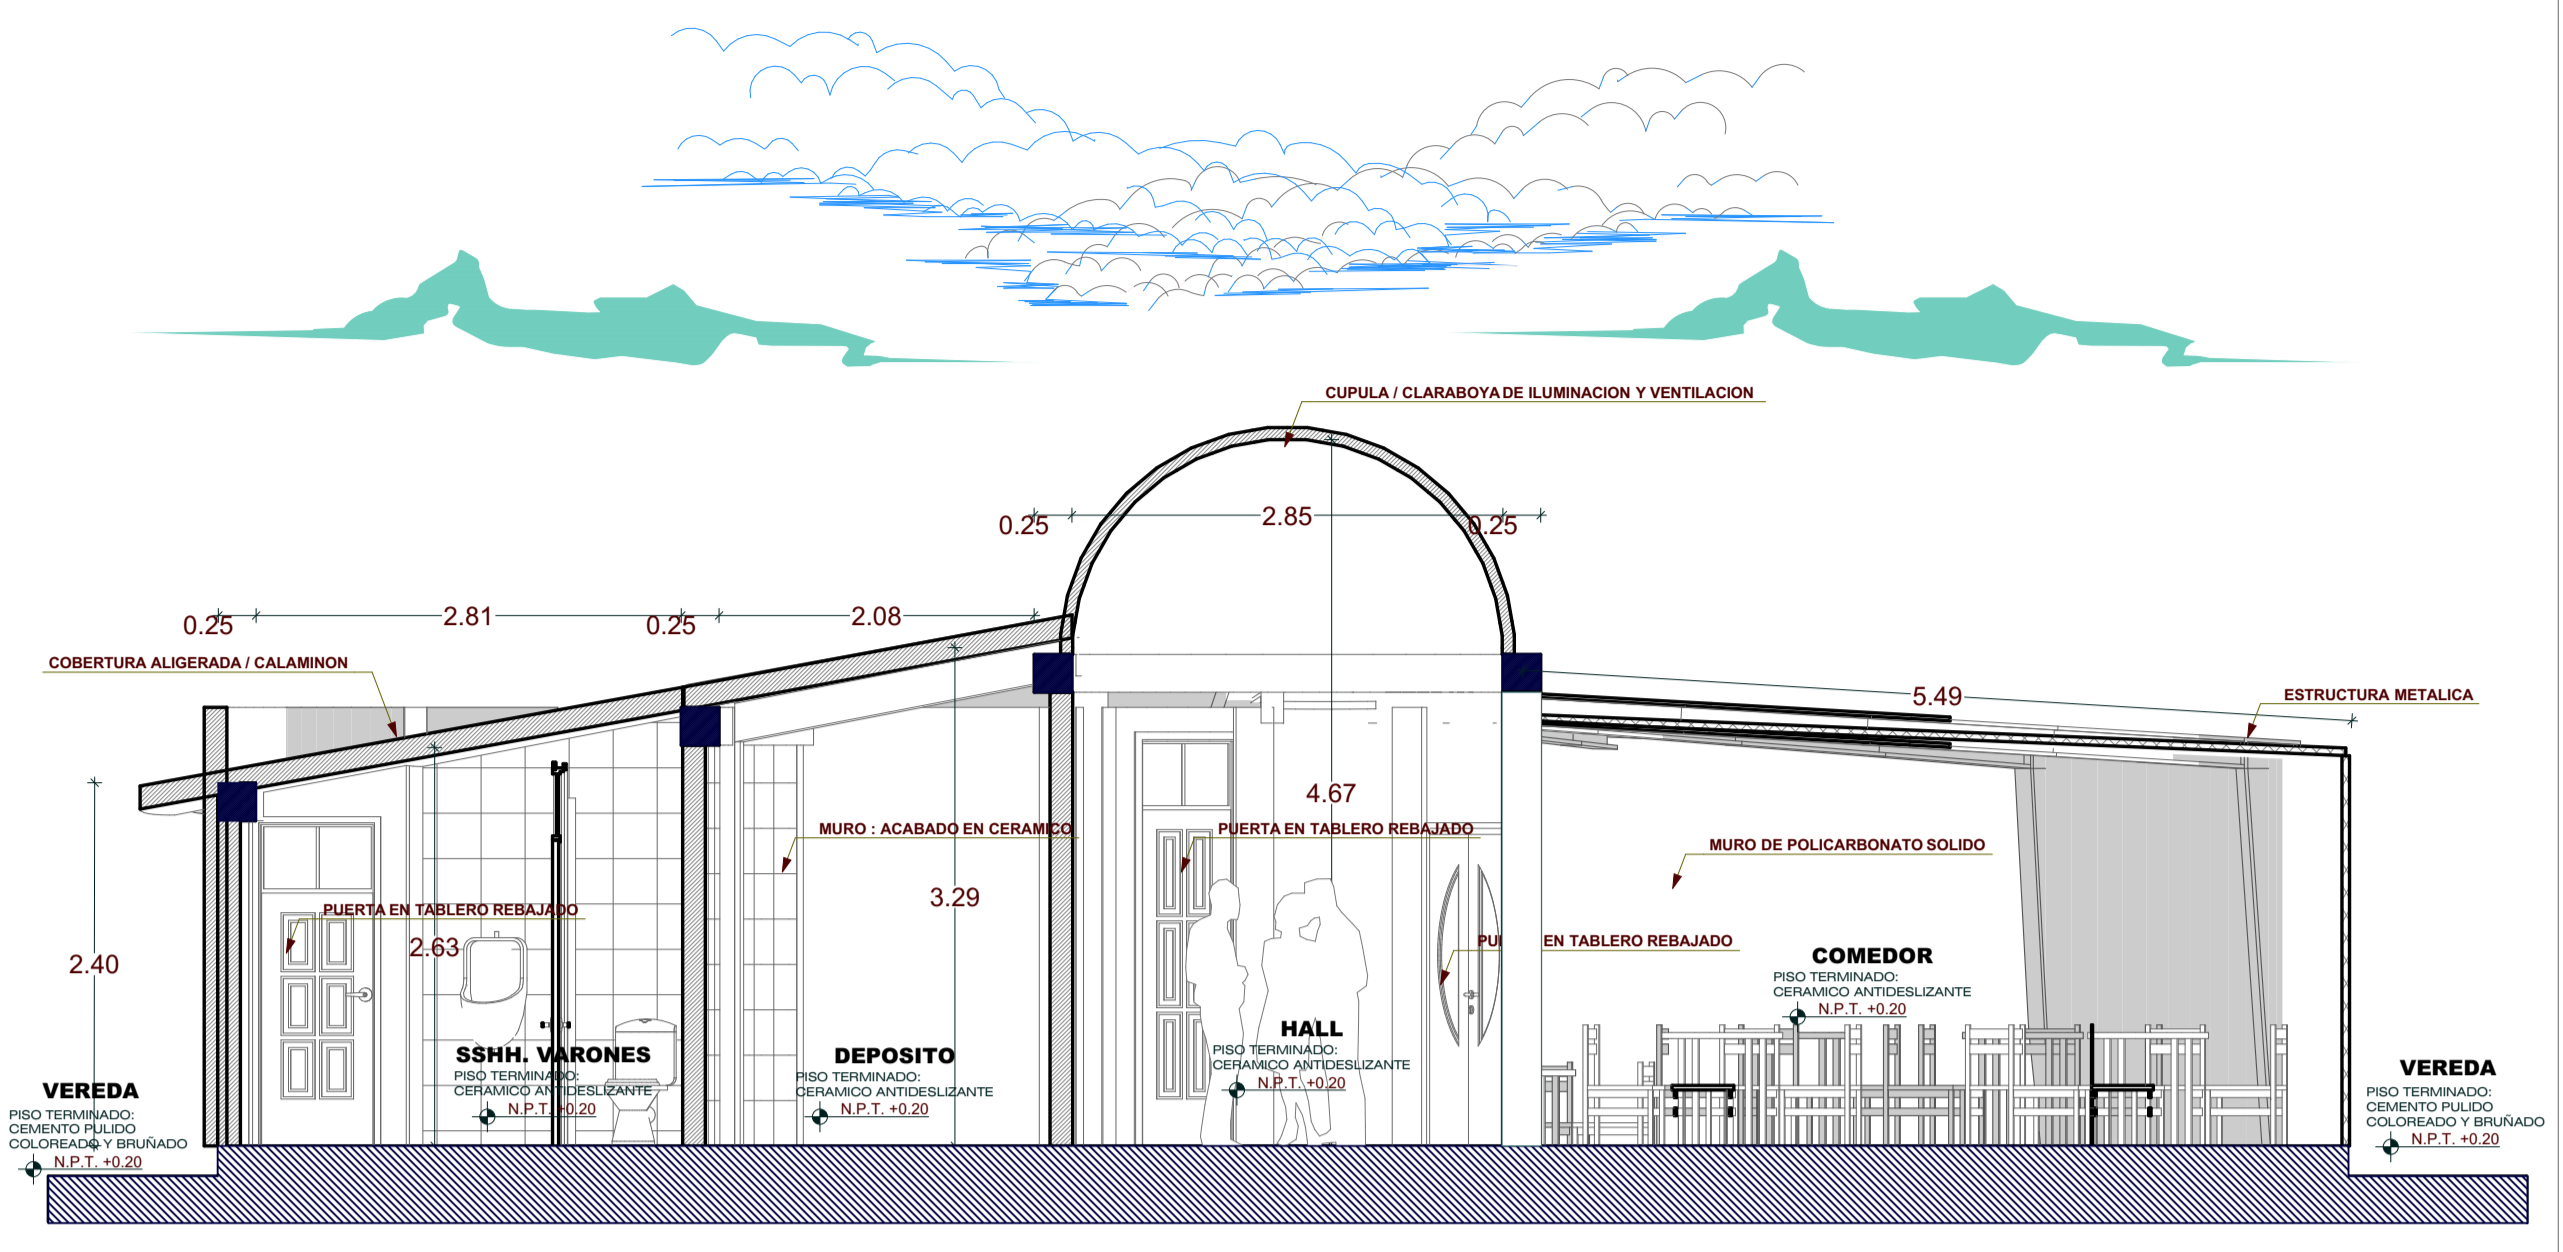 CUPULA / CLARABOYA DE ILUMINACION Y VENTILACION
0.25
2.85
0.25
0.25
2.81
0.25
2.08
COBERTURA ALIGERADA / CALAMINON
5.49
ESTRUCTURA METALICA
4.67
MURO : ACABADO EN CERAMICO
PUERTA EN TABLERO REBAJADO
MURO DE POLICARBONATO SOLIDO
3.29
PUERTA EN TABLERO REBAJADO
2.63
2.40
EN TABLERO REBAJADO
COMEDOR
PISO TERMINADO:
CERAMICO ANTIDESLIZANTE
N.P.T. +0.20
HALL
PISO TERMINADO:
CERAMICO ANTIDESLIZANTE
N.P.T. +0.20
SSHH. VARONES
PISO TERMINADO:
CERAMICO ANTIDESLIZANTE
N.P.T. +0.20
DEPOSITO
PISO TERMINADO:
CERAMICO ANTIDESLIZANTE
N.P.T. +0.20
VEREDA
PISO TERMINADO:
CEMENTO PULIDO
COLOREADO Y BRUÑADO
N.P.T. +0.20
VEREDA
PISO TERMINADO:
CEMENTO PULIDO
COLOREADO Y BRUÑADO
N.P.T. +0.20